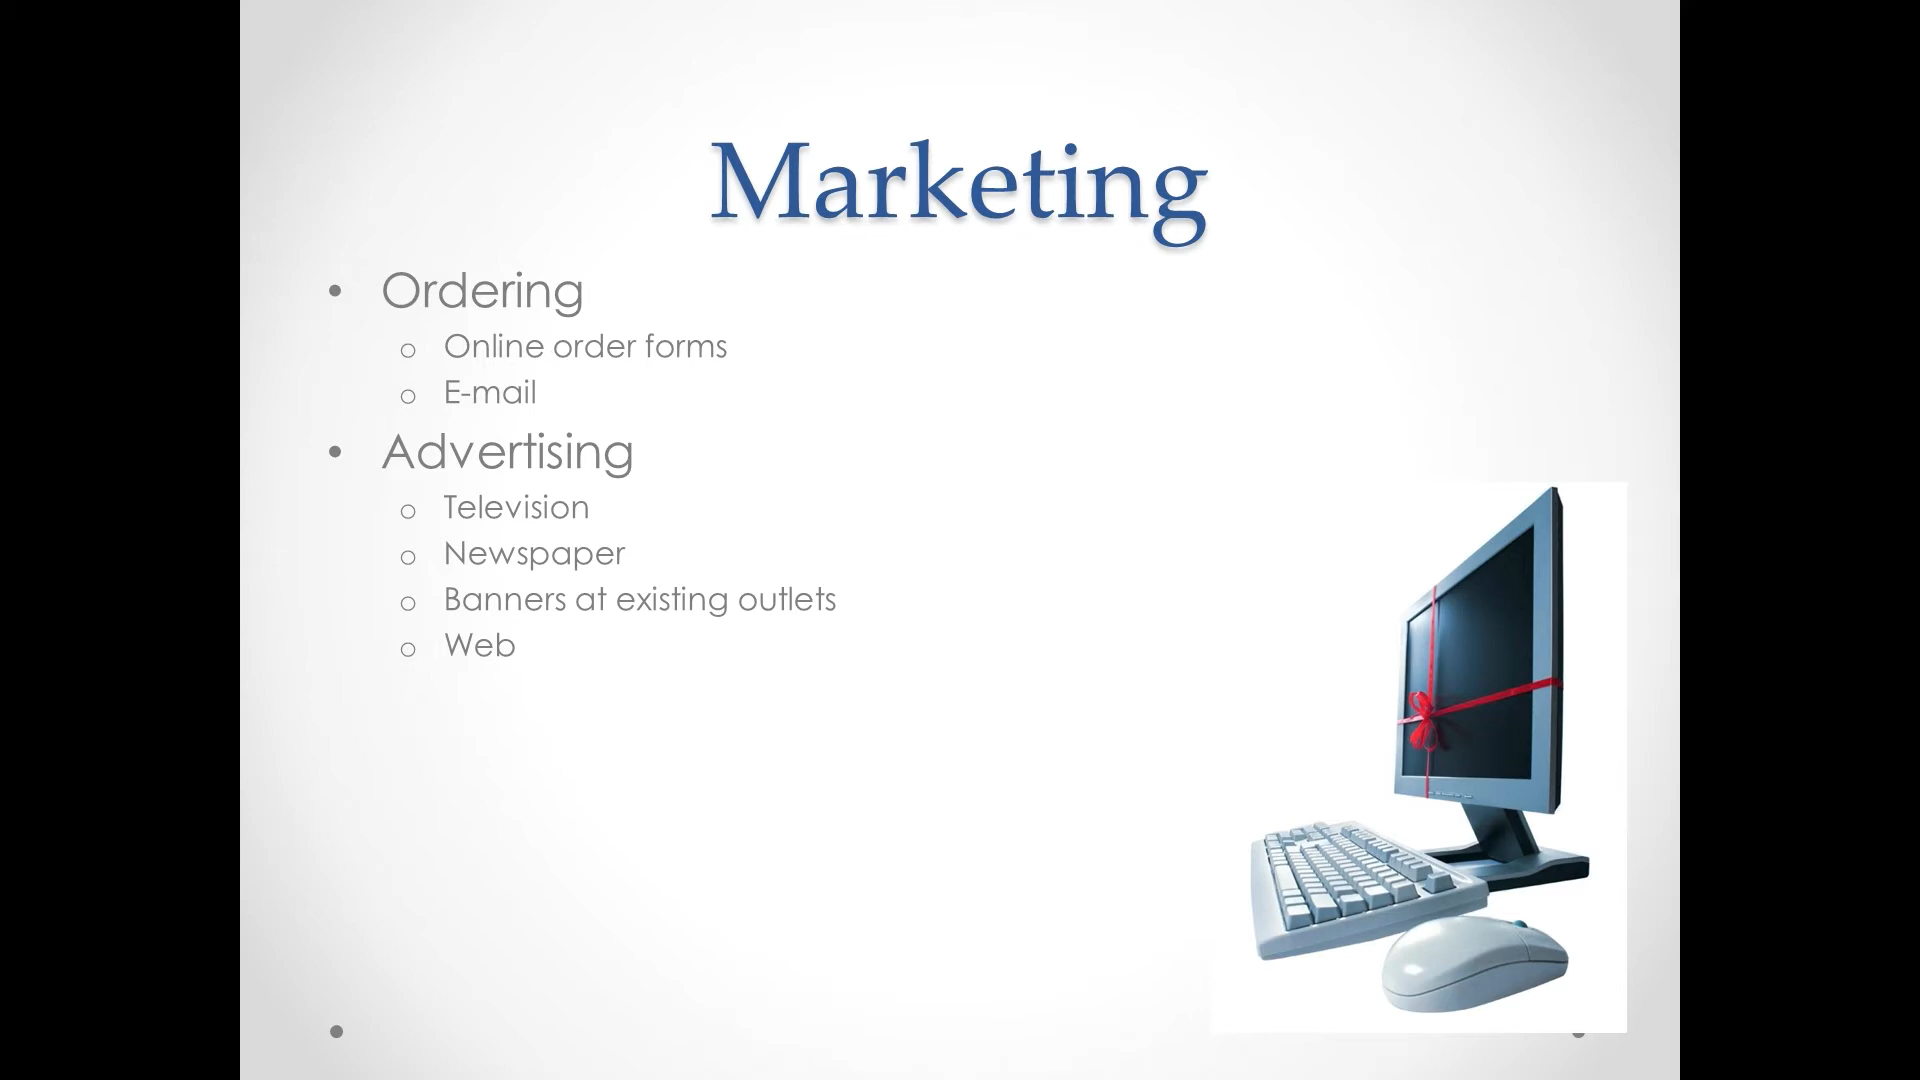 Marketing
• Ordering
o Online order forms
o E-mail
• Advertising
o Television
o Newspaper
o Banners at existing outlets
o Web